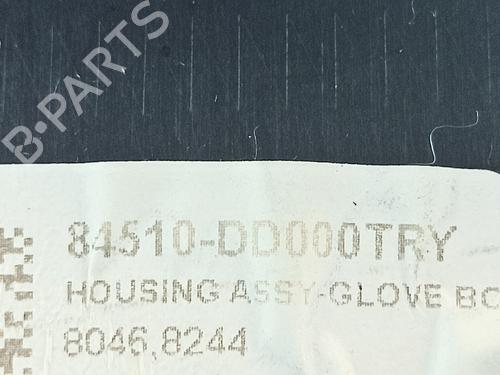 B-PARTS
84510-DD000TRY
HOUSING ASSY-GLOVE BO
8046,8244